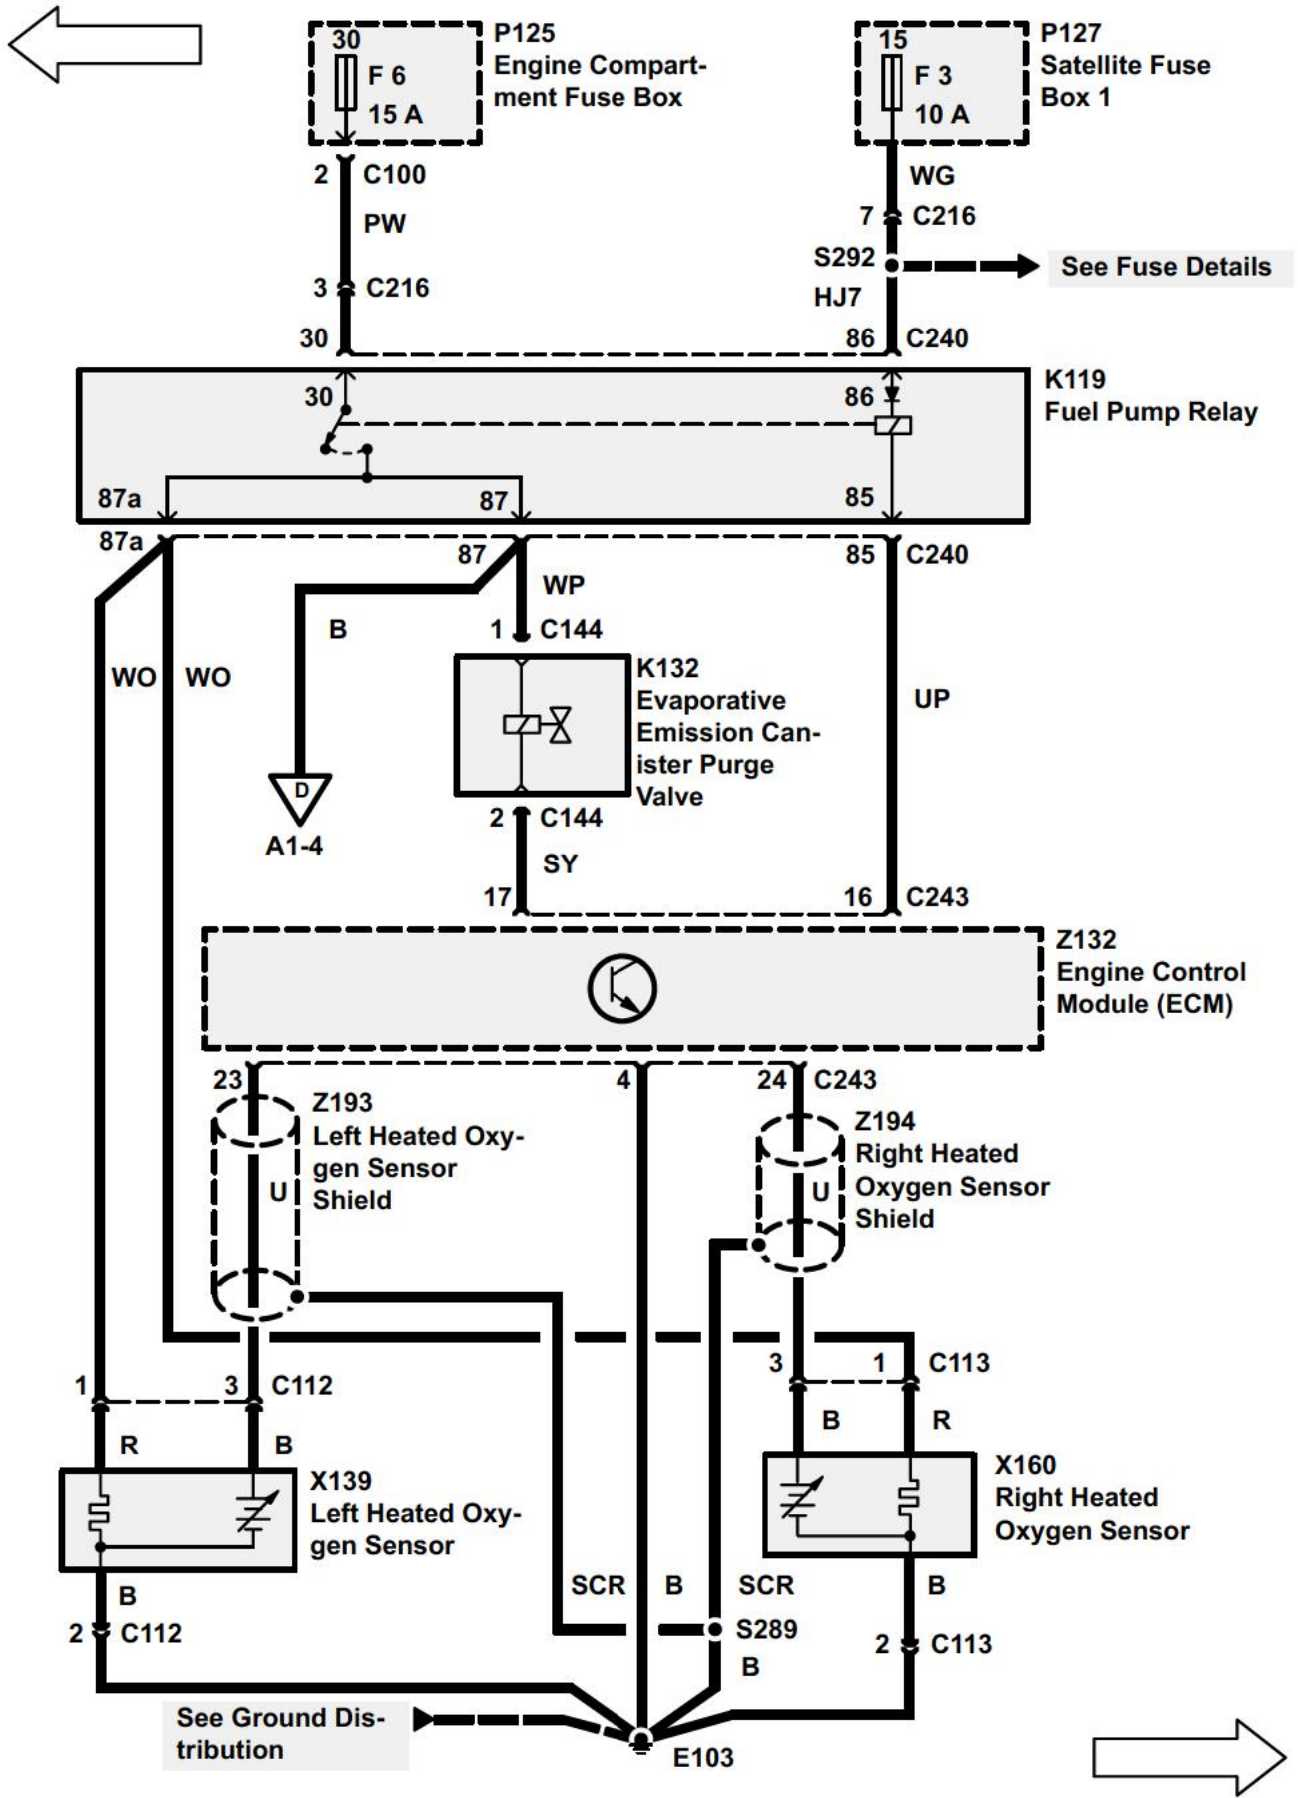 30
F 6
15 A
P125
Engine Compart-
ment Fuse Box
15
F 3
10 A
P127
Satellite Fuse
Box 1
2 C100
PW
3 C216
30
WG
7 C216
S292
See Fuse Details
HJ7
86 C240
30
86
K119
Fuel Pump Relay
87a
87
85
87a
87
85 C240
WP
B
1 C144
WO
WO
K132
Evaporative
Emission Can-
ister Purge
Valve
UP
D
A1-4
2 C144
SY
17
16 C243
Z132
Engine Control
Module (ECM)
23
4
24 C243
Z193
Left Heated Oxy-
gen Sensor
Shield
U
Z194
Right Heated
Oxygen Sensor
Shield
U
1
3 C112
3
1 C113
R
B
B
R
X139
Left Heated Oxy-
gen Sensor
X160
Right Heated
Oxygen Sensor
B
2 C112
SCR
B
SCR
B
S289
2 C113
B
See Ground Dis-
tribution
E103